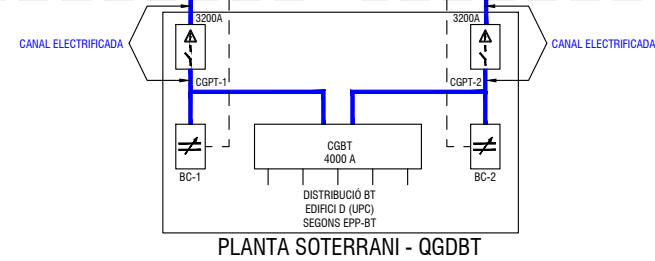 3200A
3200A
CANAL ELECTRIFICADA
CANAL ELECTRIFICADA
CGPT-1
CGPT-2
CGBT
4000 A
BC-1
BC-2
DISTRIBUCIÓ BT
EDIFICI D (UPC)
SEGONS EPP-BT
PLANTA SOTERRANI - QGDBT